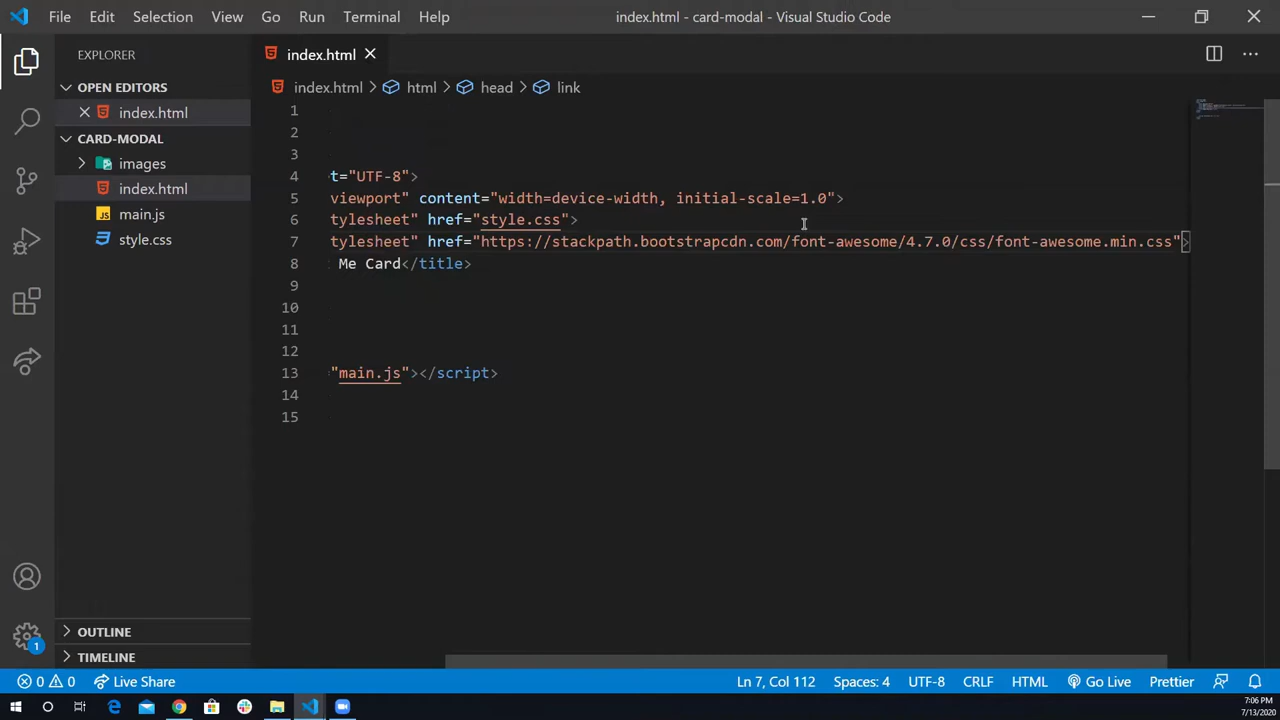 File Edit Selection View Go Run Terminal Help index.html - card-modal - Visual Studio Code
EXPLORER
OPEN EDITORS
index.html
CARD-MODAL
images
index.html
main.js
style.css
OUTLINE
TIMELINE
index.html
index.html html head link
1
2
3
4 t="UTF-8">
5 viewport" content="width=device-width, initial-scale=1.0">
6 tylesheet" href="style.css">
7 tylesheet" href="https://stackpath.bootstrapcdn.com/font-awesome/4.7.0/css/font-awesome.min.css">
8 Me Card</title>
9
10
11
12
13 "main.js"></script>
14
15
1
0 0 Live Share Ln 7, Col 112 Spaces: 4 UTF-8 CRLF HTML Go Live Prettier
7:06 PM
7/13/2020